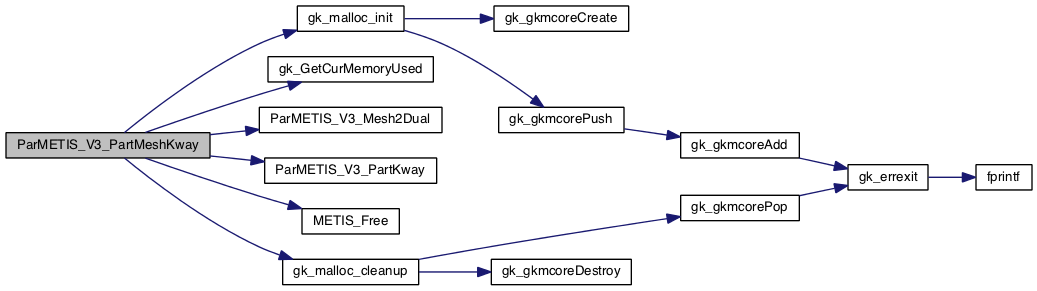 gk_malloc_init
gk_gkmcoreCreate
gk_GetCurMemoryUsed
ParMETIS_V3_Mesh2Dual
gk_gkmcorePush
ParMETIS_V3_PartMeshKway
gk_gkmcoreAdd
ParMETIS_V3_PartKway
gk_errexit
fprintf
METIS_Free
gk_gkmcorePop
gk_malloc_cleanup
gk_gkmcoreDestroy